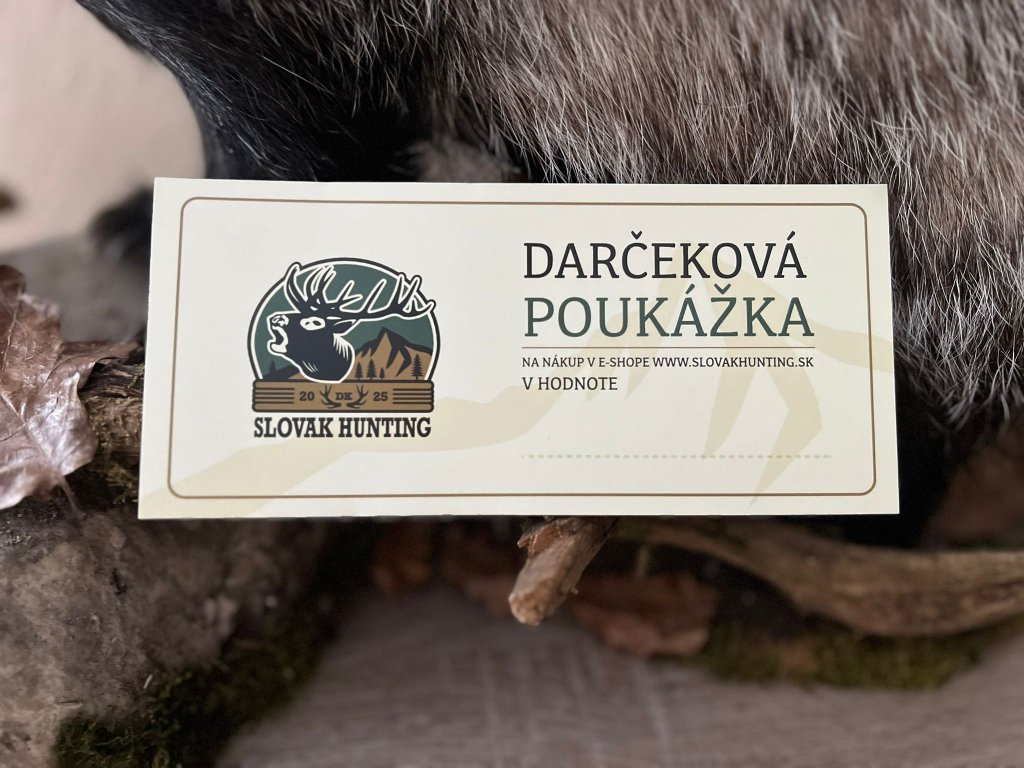 DARČEKOVÁ
POUKÁŽKA
NA NÁKUP V E-SHOPE WWW.SLOVAKHUNTING.SK
V HODNOTE
20 DK 25
SLOVAK HUNTING